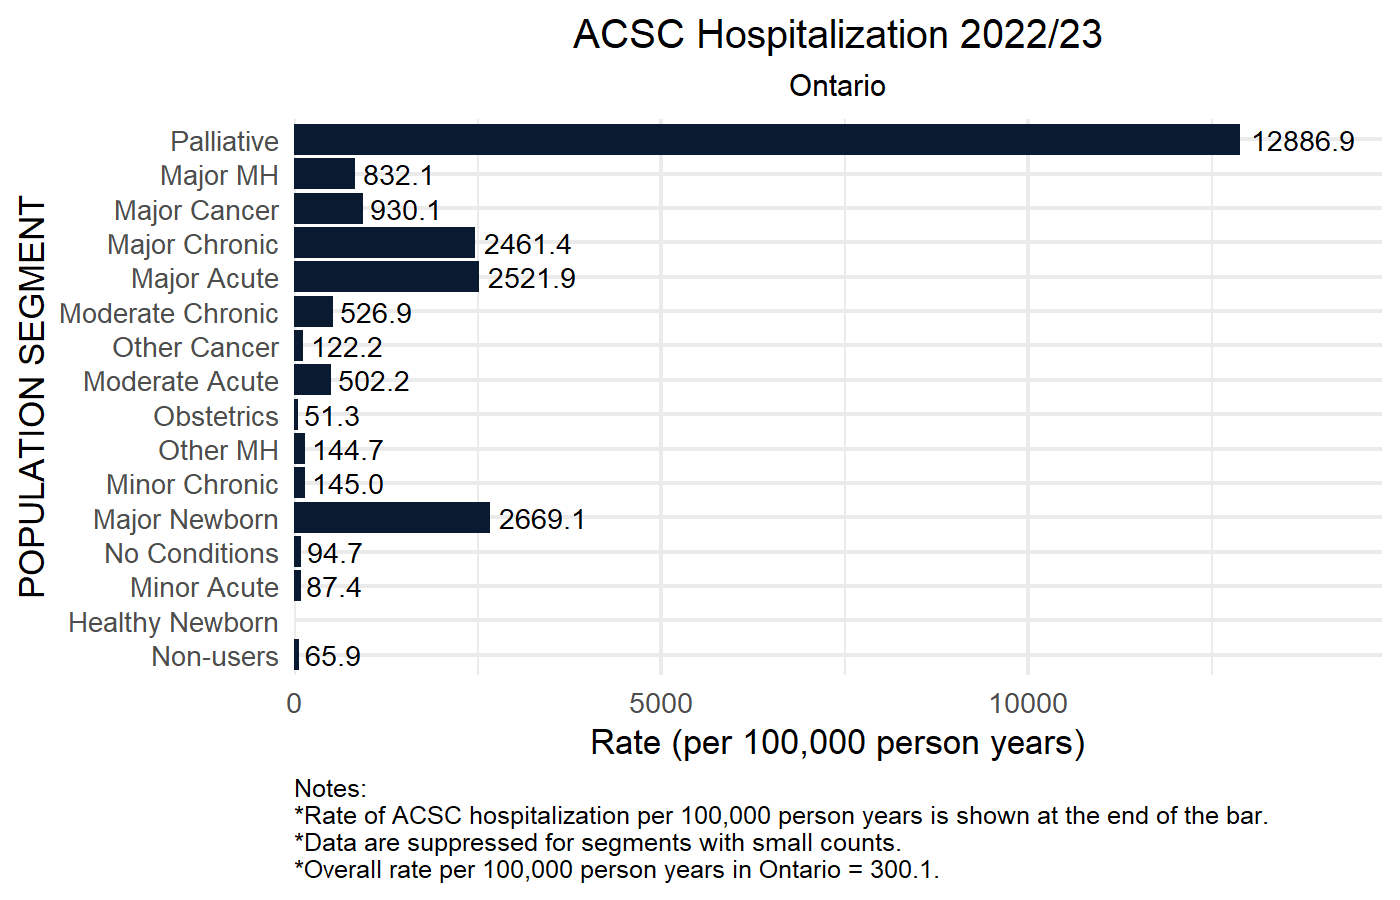 ACSC Hospitalization 2022/23
Ontario
POPULATION SEGMENT
Palliative 12886.9
Major MH 832.1
Major Cancer 930.1
Major Chronic 2461.4
Major Acute 2521.9
Moderate Chronic 526.9
Other Cancer 122.2
Moderate Acute 502.2
Obstetrics 51.3
Other MH 144.7
Minor Chronic 145.0
Major Newborn 2669.1
No Conditions 94.7
Minor Acute 87.4
Healthy Newborn
Non-users 65.9
0 5000 10000
Rate (per 100,000 person years)
Notes:
*Rate of ACSC hospitalization per 100,000 person years is shown at the end of the bar.
*Data are suppressed for segments with small counts.
*Overall rate per 100,000 person years in Ontario = 300.1.